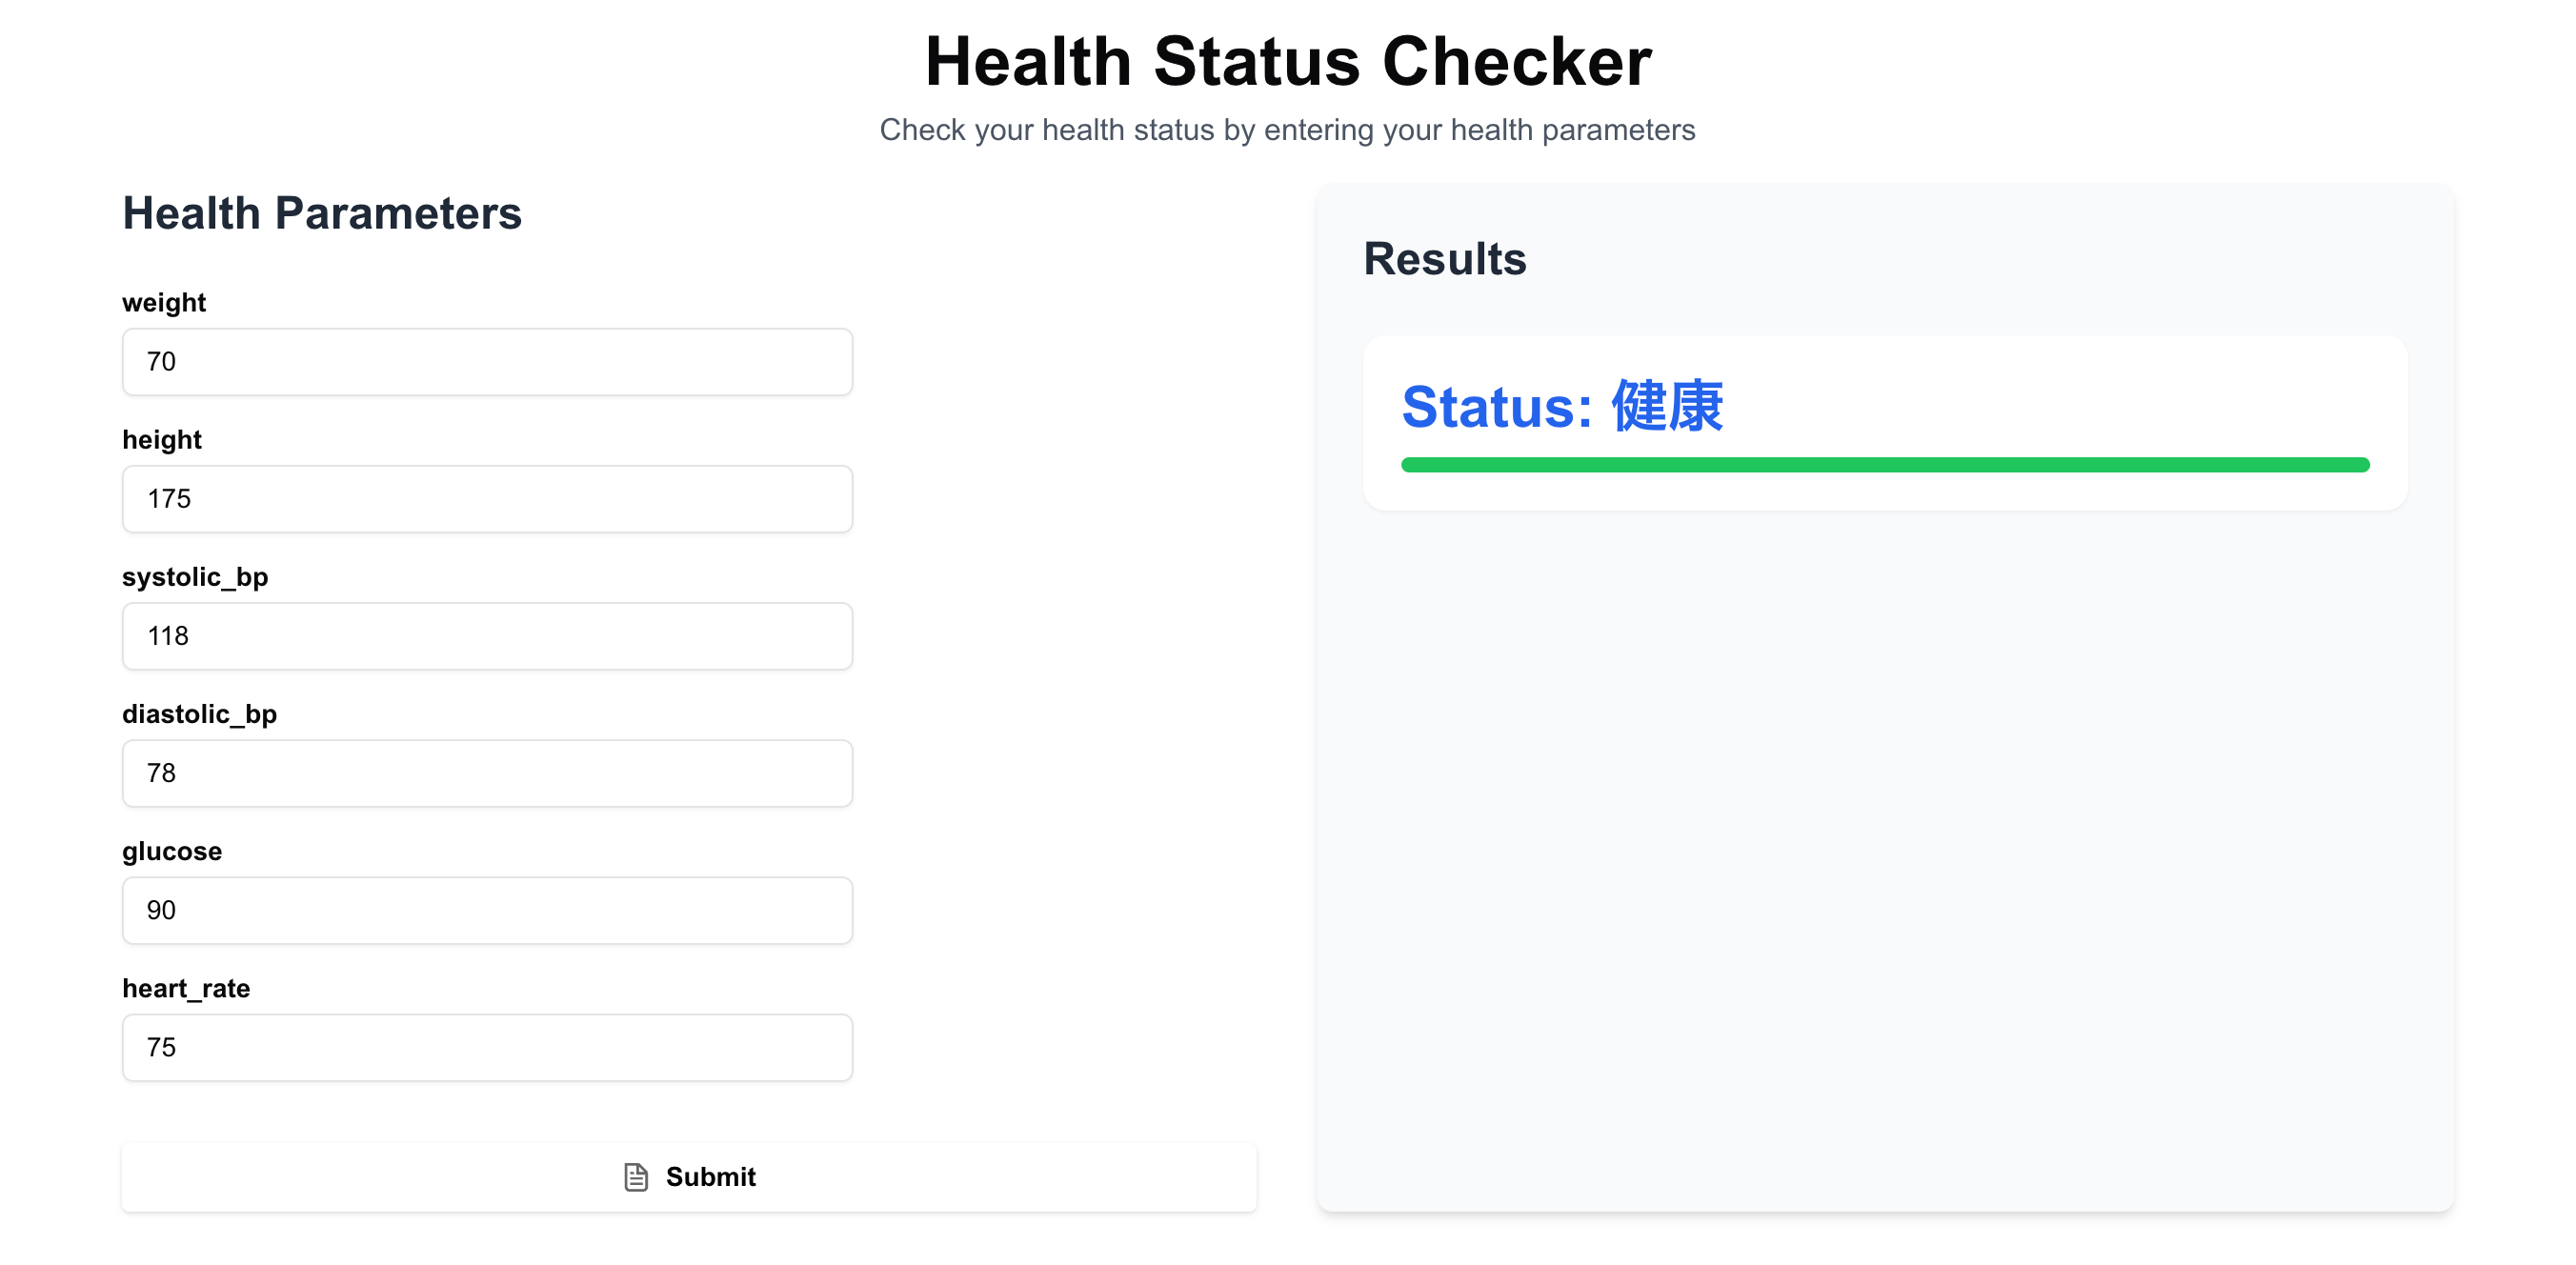 Health Status Checker
Check your health status by entering your health parameters
Health Parameters
weight
70
height
175
systolic_bp
118
diastolic_bp
78
glucose
90
heart_rate
75
Submit
Results
Status: 健康